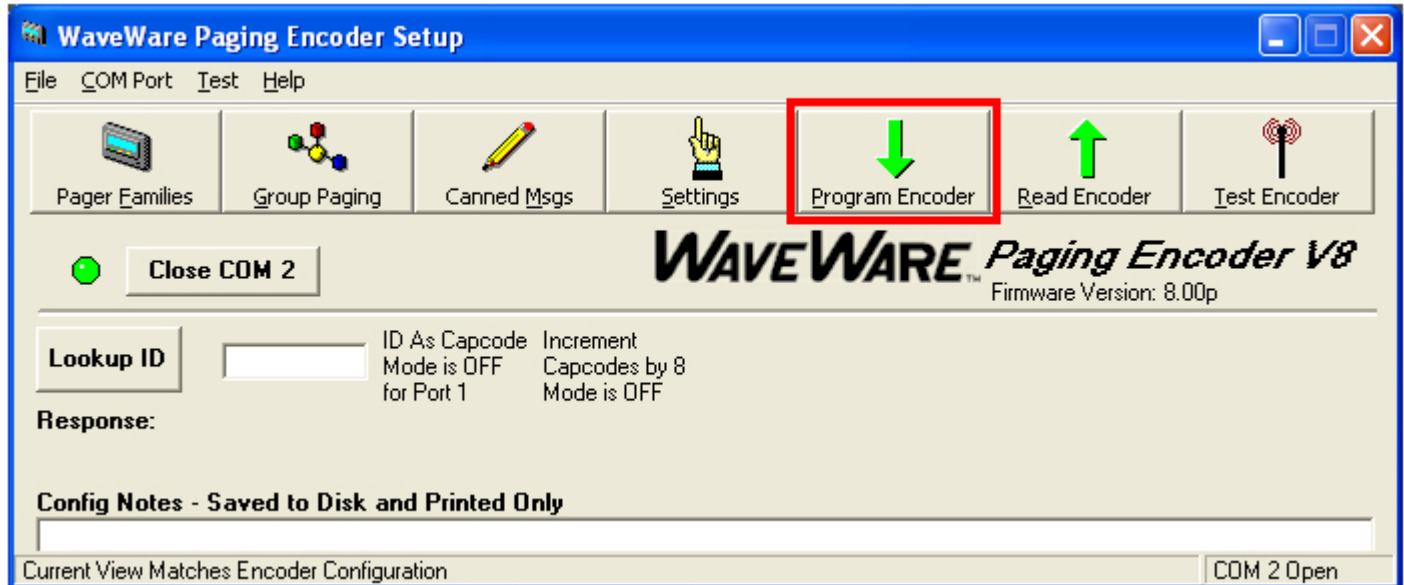 WaveWare Paging Encoder Setup
File COM Port Test Help
Pager Families Group Paging Canned Msgs Settings Program Encoder Read Encoder Test Encoder
Close COM 2
WAVEWARE™ Paging Encoder V8
Firmware Version: 8.00p
Lookup ID
ID As Capcode
Mode is OFF
for Port 1
Increment
Capcodes by 8
Mode is OFF
Response:
Config Notes - Saved to Disk and Printed Only
Current View Matches Encoder Configuration COM 2 Open